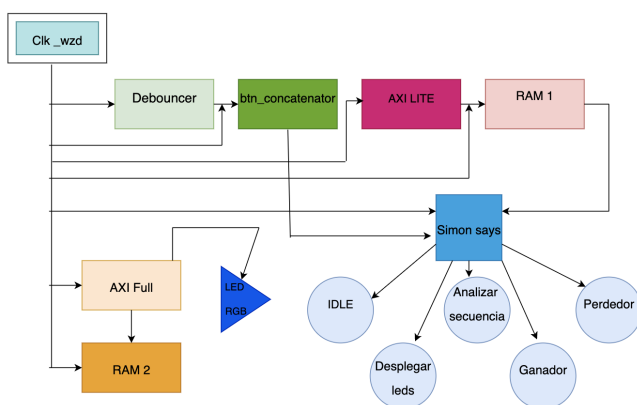 Clk _wzd
Debouncer
btn_concatenator
AXI LITE
RAM 1
Simon says
AXI Full
LED
RGB
IDLE
Analizar
secuencia
Perdedor
Desplegar
leds
Ganador
RAM 2